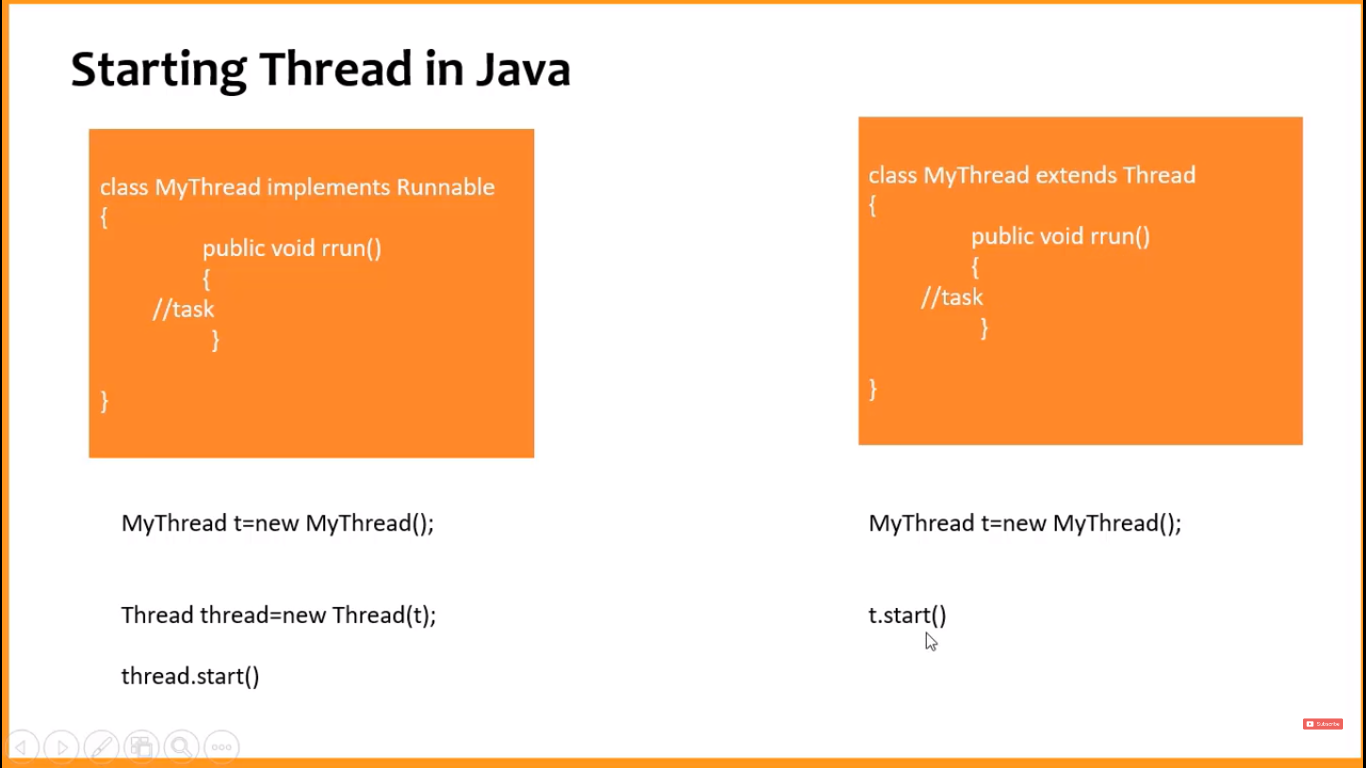 Starting Thread in Java
class MyThread implements Runnable
{
public void rrun()
{
//task
}
}
MyThread t=new MyThread();
Thread thread=new Thread(t);
thread.start()
class MyThread extends Thread
{
public void rrun()
{
//task
}
}
MyThread t=new MyThread();
t.start()
Subscribe